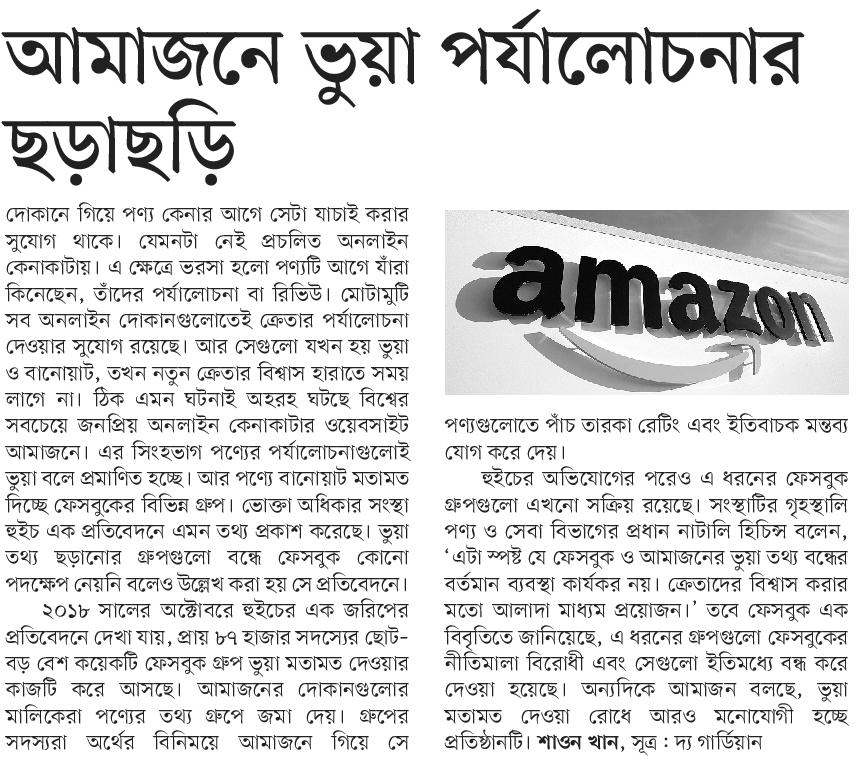 আমাজনে ভুয়া পর্যালোচনার
ছড়াছড়ি
দোকানে গিয়ে পণ্য কেনার আগে সেটা যাচাই করার
সুযোগ থাকে। যেমনটা নেই প্রচলিত অনলাইন
কেনাকাটায়। এ ক্ষেত্রে ভরসা হলো পণ্যটি আগে যাঁরা
কিনেছেন, তাঁদের পর্যালোচনা বা রিভিউ। মোটামুটি
সব অনলাইন দোকানগুলোতেই ক্রেতার পর্যালোচনা
দেওয়ার সুযোগ রয়েছে। আর সেগুলো যখন হয় ভুয়া
ও বানোয়াট, তখন নতুন ক্রেতার বিশ্বাস হারাতে সময়
লাগে না। ঠিক এমন ঘটনাই অহরহ ঘটছে বিশ্বের
সবচেয়ে জনপ্রিয় অনলাইন কেনাকাটার ওয়েবসাইট
আমাজনে। এর সিংহভাগ পণ্যের পর্যালোচনাগুলোই
ভুয়া বলে প্রমাণিত হচ্ছে। আর পণ্যে বানোয়াট মতামত
দিচ্ছে ফেসবুকের বিভিন্ন গ্রুপ। ভোক্তা অধিকার সংস্থা
হুইচ এক প্রতিবেদনে এমন তথ্য প্রকাশ করেছে। ভুয়া
তথ্য ছড়ানোর গ্রুপগুলো বন্ধে ফেসবুক কোনো
পদক্ষেপ নেয়নি বলেও উল্লেখ করা হয় সে প্রতিবেদনে।
২০১৮ সালের অক্টোবরে হুইচের এক জরিপের
প্রতিবেদনে দেখা যায়, প্রায় ৮৭ হাজার সদস্যের ছোট-
বড় বেশ কয়েকটি ফেসবুক গ্রুপ ভুয়া মতামত দেওয়ার
কাজটি করে আসছে। আমাজনের দোকানগুলোর
মালিকেরা পণ্যের তথ্য গ্রুপে জমা দেয়। গ্রুপের
সদস্যরা অর্থের বিনিময়ে আমাজনে গিয়ে সে
amazon
পণ্যগুলোতে পাঁচ তারকা রেটিং এবং ইতিবাচক মন্তব্য
যোগ করে দেয়।
হুইচের অভিযোগের পরেও এ ধরনের ফেসবুক
গ্রুপগুলো এখনো সক্রিয় রয়েছে। সংস্থাটির গৃহস্থালি
পণ্য ও সেবা বিভাগের প্রধান নাটালি হিচিন্স বলেন,
‘এটা স্পষ্ট যে ফেসবুক ও আমাজনের ভুয়া তথ্য বন্ধের
বর্তমান ব্যবস্থা কার্যকর নয়। ক্রেতাদের বিশ্বাস করার
মতো আলাদা মাধ্যম প্রয়োজন।’ তবে ফেসবুক এক
বিবৃতিতে জানিয়েছে, এ ধরনের গ্রুপগুলো ফেসবুকের
নীতিমালা বিরোধী এবং সেগুলো ইতিমধ্যে বন্ধ করে
দেওয়া হয়েছে। অন্যদিকে আমাজন বলছে, ভুয়া
মতামত দেওয়া রোধে আরও মনোযোগী হচ্ছে
প্রতিষ্ঠানটি। শাওন খান, সূত্র : দ্য গার্ডিয়ান